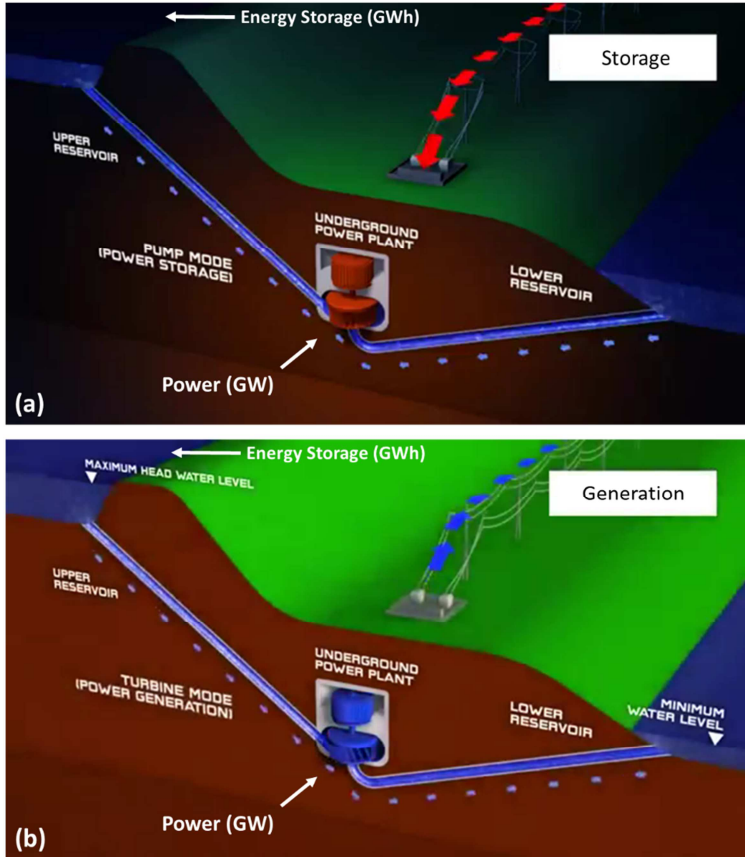 Energy Storage (GWh)
Storage
UPPER
RESERVOIR
UNDERGROUND
POWER PLANT
PUMP MODE
(POWER STORAGE)
LOWER
RESERVOIR
Power (GW)
(a)
Energy Storage (GWh)
MAXIMUM HEAD WATER LEVEL
Generation
UPPER
RESERVOIR
UNDERGROUND
POWER PLANT
TURBINE MODE
(POWER GENERATION)
LOWER
RESERVOIR
MINIMUM
WATER LEVEL
Power (GW)
(b)